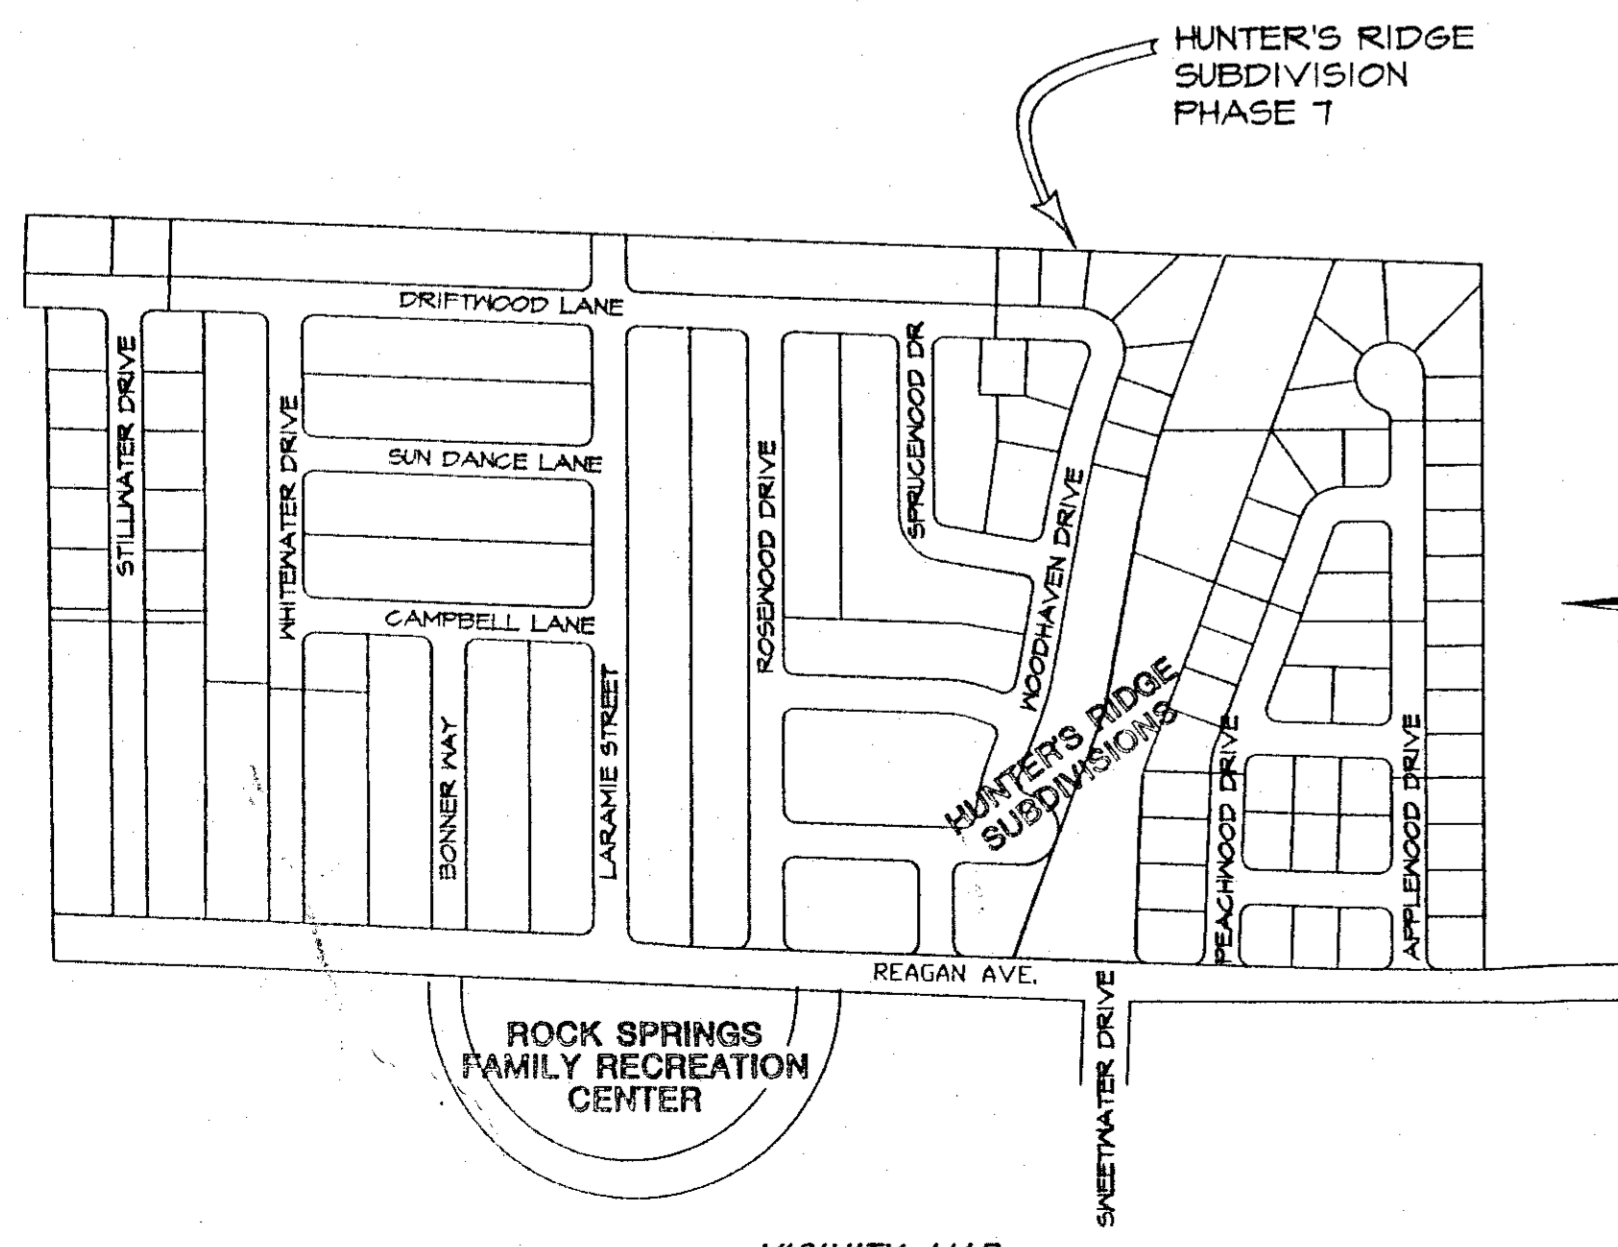 HUNTER'S RIDGE
SUBDIVISION
PHASE 7
DRIFTWOOD LANE
STILLWATER DRIVE
WHITEWATER DRIVE
SUN DANCE LANE
CAMPBELL LANE
BONNER WAY
LARAMIE STREET
ROSEWOOD DRIVE
SPRUCEWOOD DR
WOODHAVEN DRIVE
HUNTER'S RIDGE
SUBDIVISIONS
PEACHWOOD DRIVE
APPLEWOOD DRIVE
REAGAN AVE.
SWEETWATER DRIVE
ROCK SPRINGS
FAMILY RECREATION
CENTER